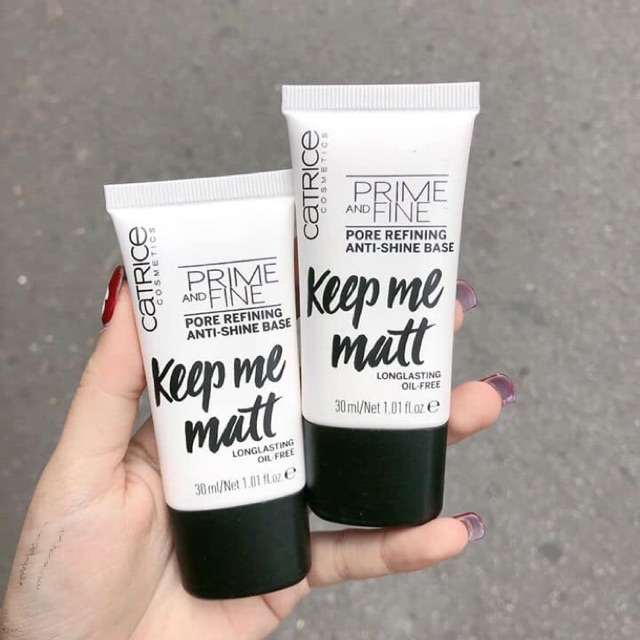 CATRICE
COSMETICS
PRIME
AND FINE
PORE REFINING
ANTI-SHINE BASE
Keep me
matt
LONGLASTING
OIL-FREE
30 ml/Net 1.01 fl.oz. e
CATRICE
COSMETICS
PRIME
AND FINE
PORE REFINING
ANTI-SHINE BASE
Keep me
matt
LONGLASTING
OIL-FREE
30 ml/Net 1.01 fl.oz. e